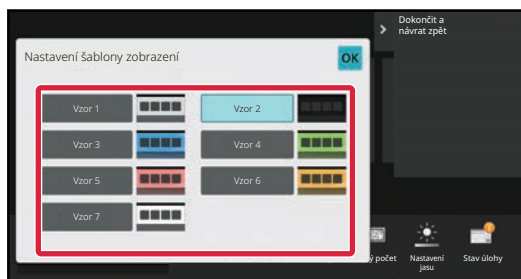 Dokončit a
návrat zpět
Nastavení šablony zobrazení
OK
Vzor 1
Vzor 2
Vzor 3
Vzor 4
Vzor 5
Vzor 6
Vzor 7
počet
Nastavení
jasu
Stav úlohy